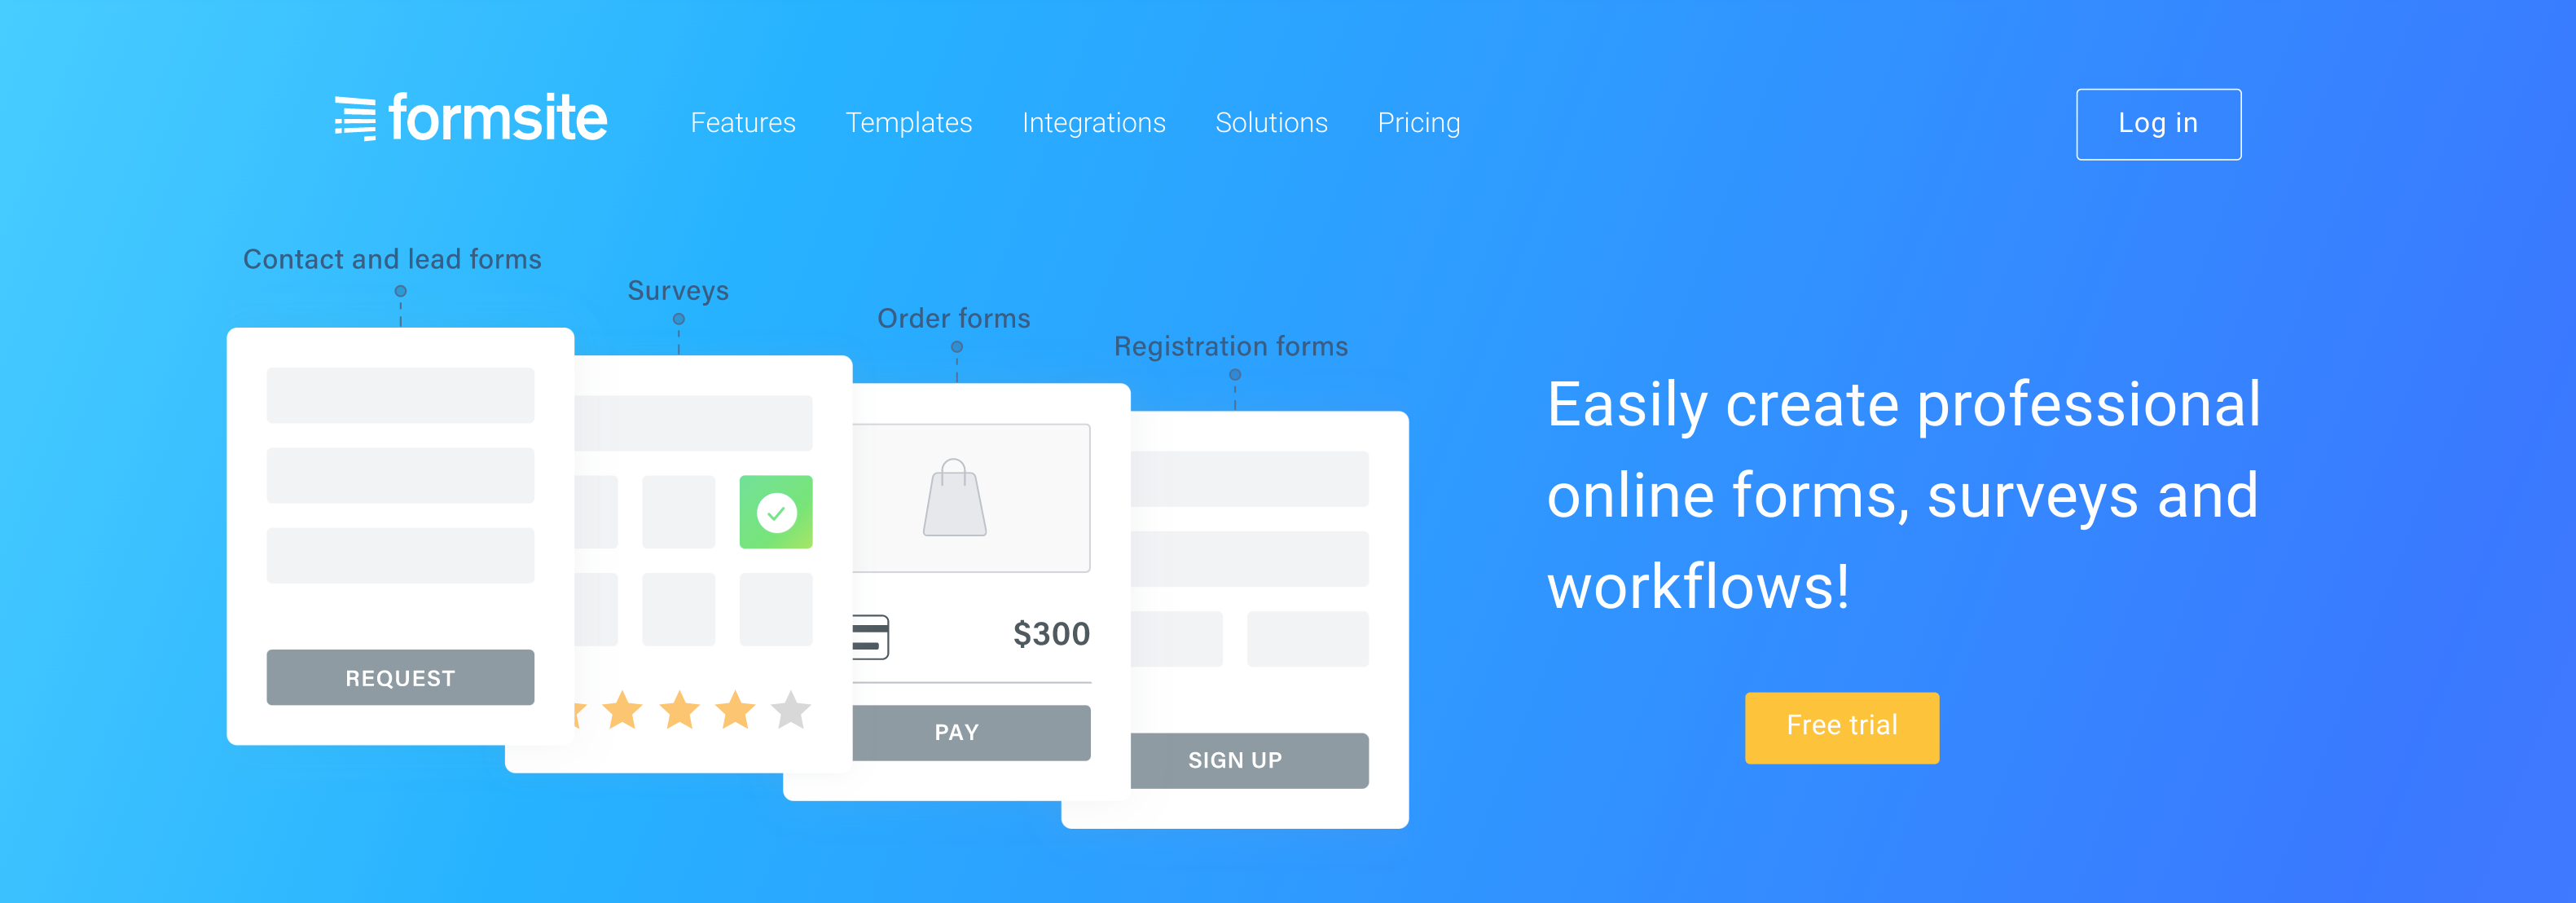 formsite
Features
Templates
Integrations
Solutions
Pricing
Log in
Contact and lead forms
Surveys
Order forms
Registration forms
REQUEST
$300
PAY
SIGN UP
Easily create professional
online forms, surveys and
workflows!
Free trial